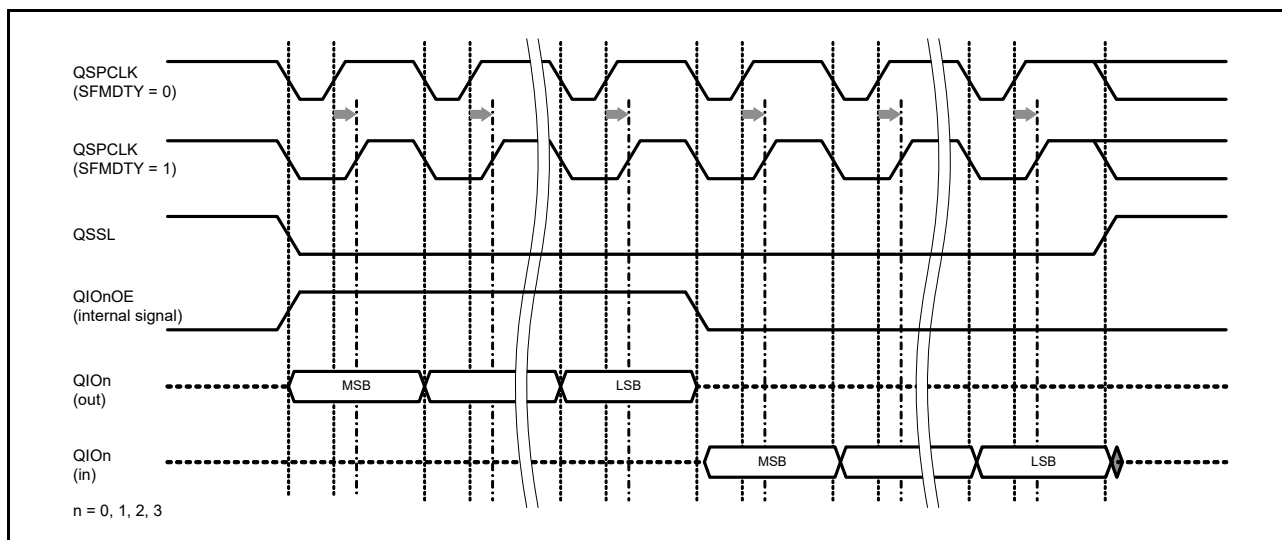 QSPCLK
(SFMDTY = 0)
QSPCLK
(SFMDTY = 1)
QSSL
QIOnOE
(internal signal)
QIOn
(out)
MSB
LSB
QIOn
(in)
MSB
LSB
n = 0, 1, 2, 3